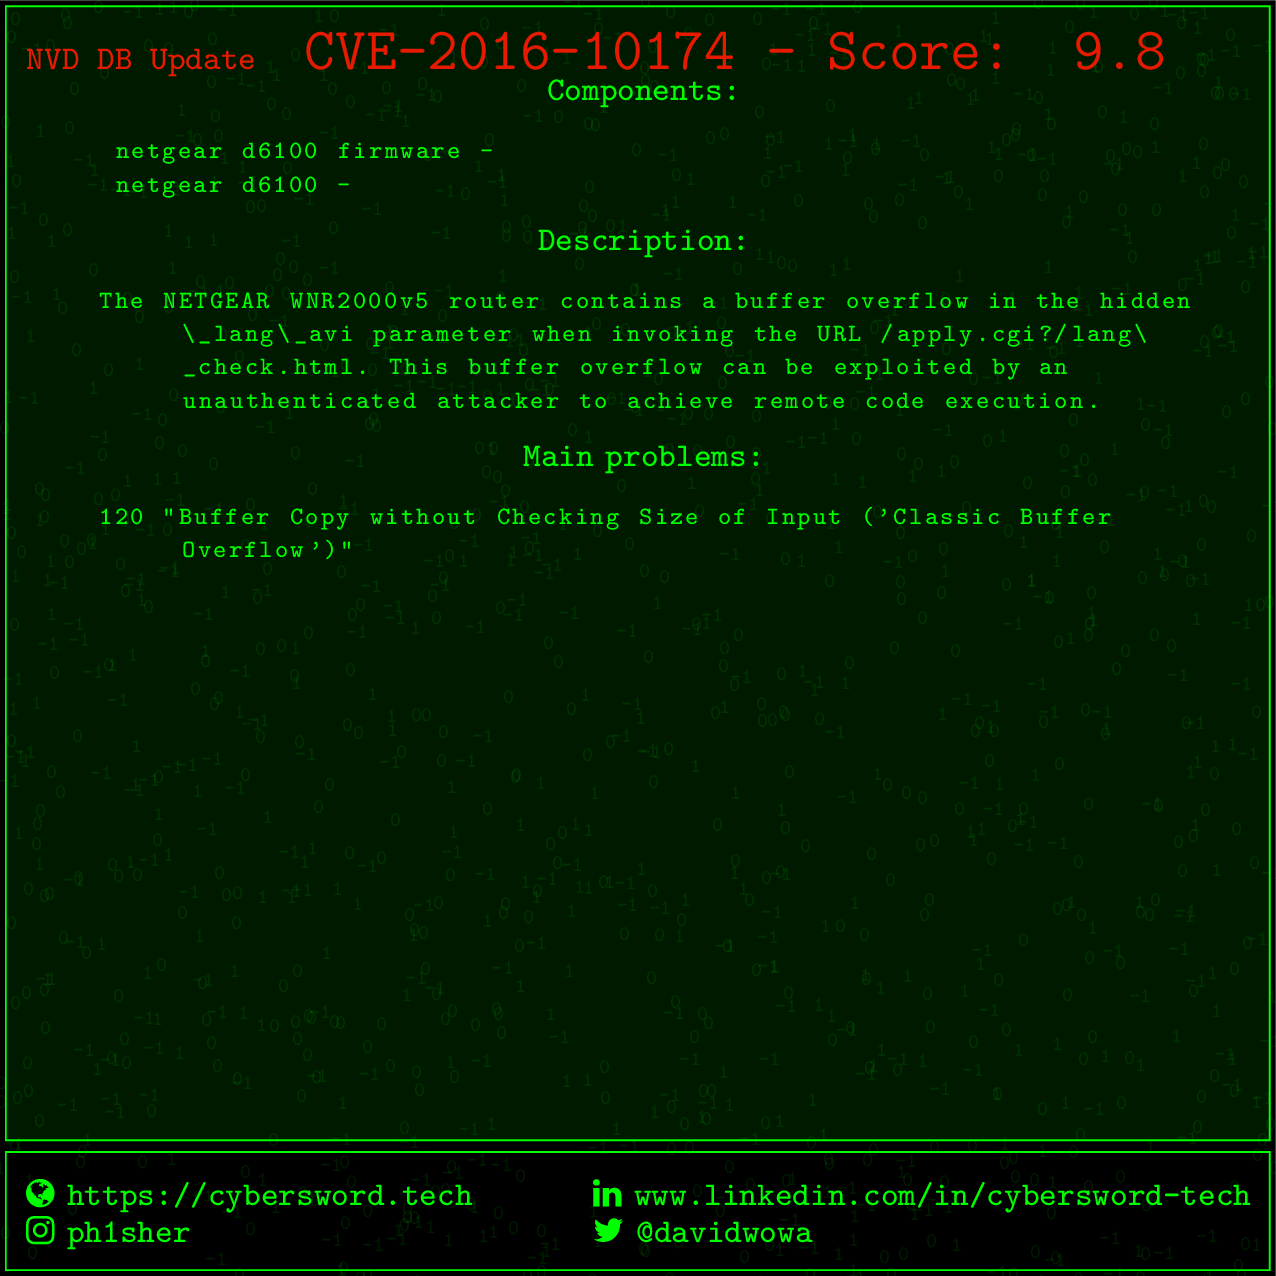 NVD DB Update CVE-2016-10174 - Score: 9.8
Components:
netgear d6100 firmware -
netgear d6100 -
Description:
The NETGEAR WNR2000v5 router contains a buffer overflow in the hidden
\_lang\_avi parameter when invoking the URL /apply.cgi?/lang\
_check.html. This buffer overflow can be exploited by an
unauthenticated attacker to achieve remote code execution.
Main problems:
120 "Buffer Copy without Checking Size of Input ('Classic Buffer
Overflow')"
https://cybersword.tech
www.linkedin.com/in/cybersword-tech
ph1sher
@davidwowa